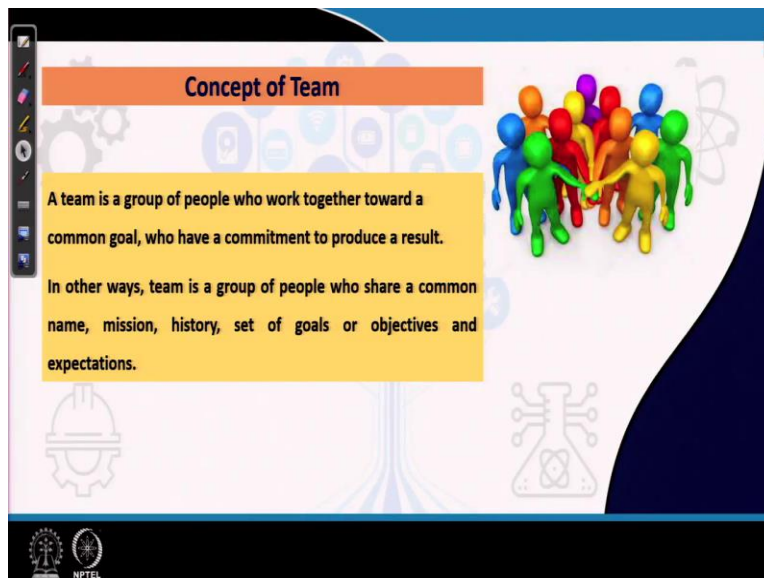 Concept of Team
A team is a group of people who work together toward a
common goal, who have a commitment to produce a result.
In other ways, team is a group of people who share a common
name, mission, history, set of goals or objectives and
expectations.
NPTEL